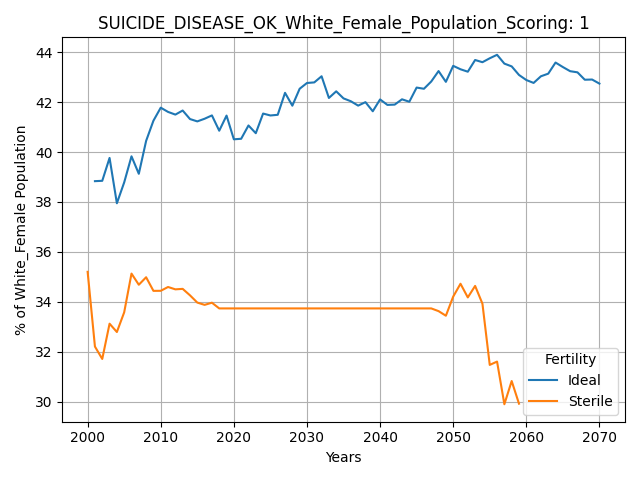 SUICIDE_DISEASE_OK_White_Female_Population_Scoring: 1
% of White_Female Population
44
42
40
38
36
34
32
30
Fertility
Ideal
Sterile
2000 2010 2020 2030 2040 2050 2060 2070
Years